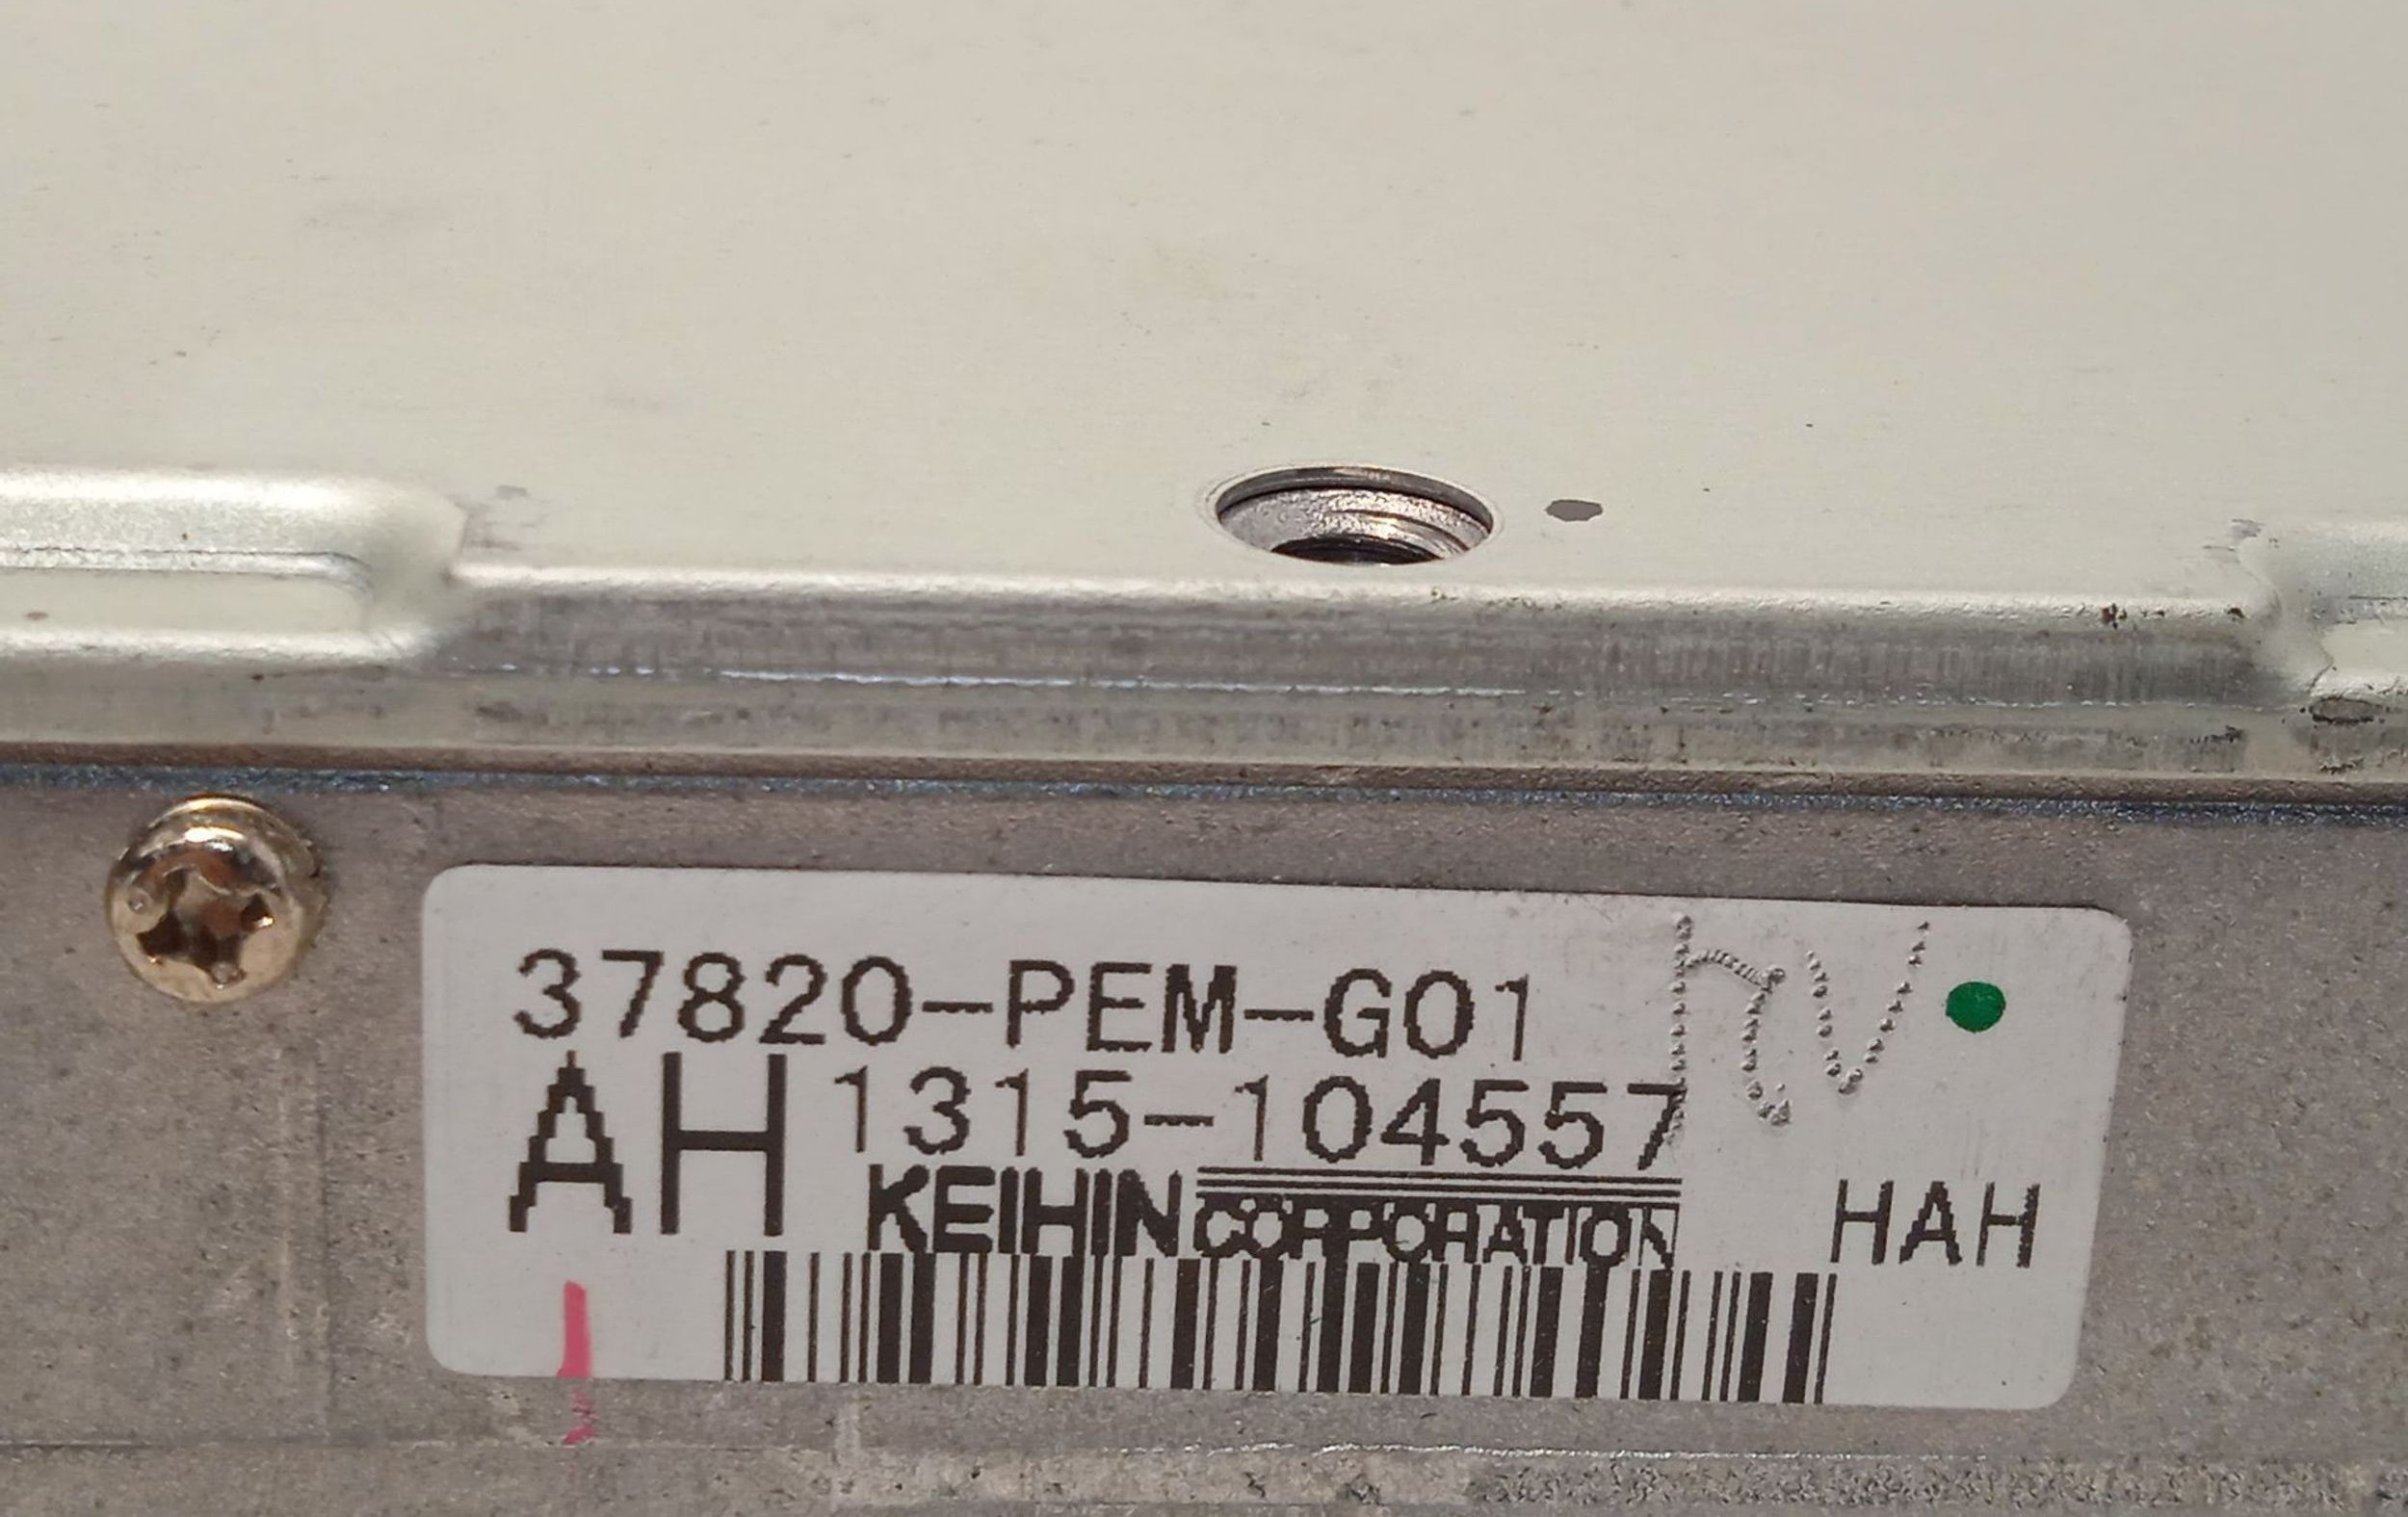 37820-PEM-G01
AH 1315-104557
KEIHIN CORPORATION HAH